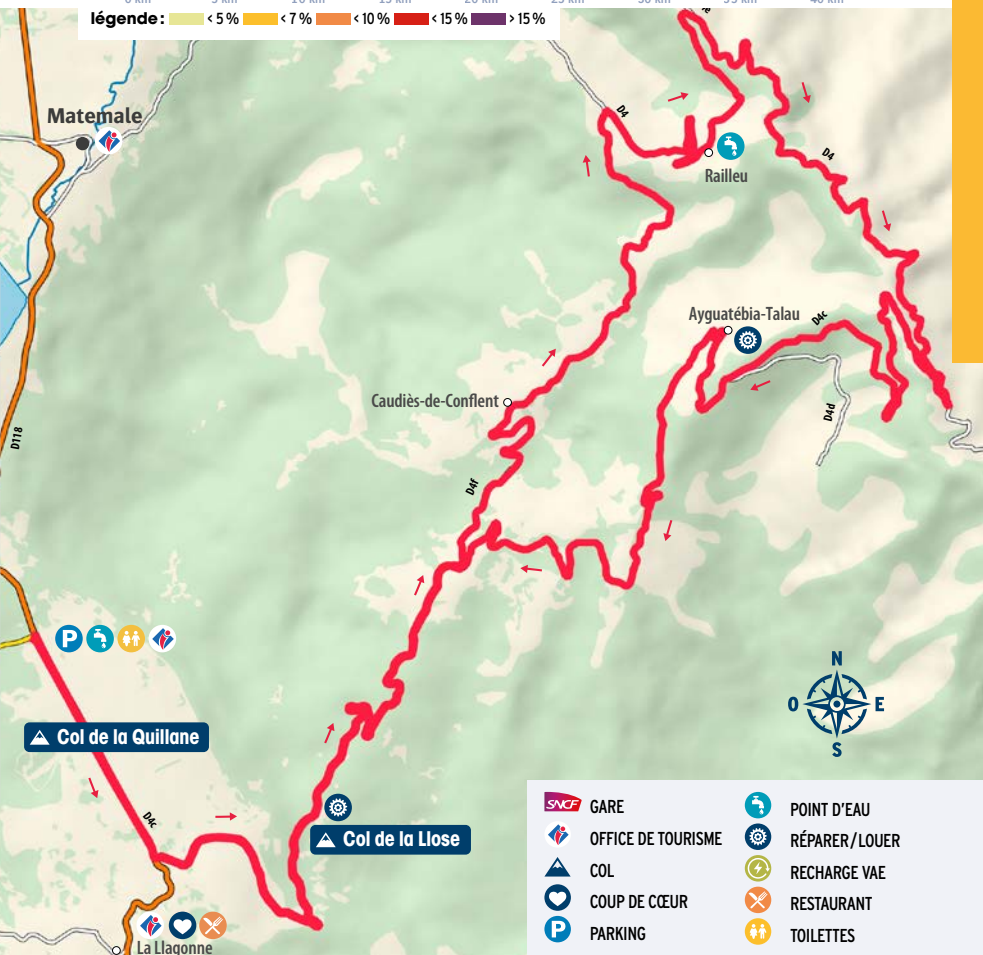 légende : < 5 % < 7 % < 10 % < 15 % > 15 %
Matemale
D4
Railleu
D4
Ayguatébia-Talau
D4c
Caudiès-de-Conflent
D4d
D118
D4f
N
O E
S
Col de la Quillane
D4c
Col de la Llose
La Llagonne
P
SNCF GARE
OFFICE DE TOURISME
COL
COUP DE CŒUR
P PARKING
POINT D'EAU
RÉPARER/LOUER
RECHARGE VAE
RESTAURANT
TOILETTES